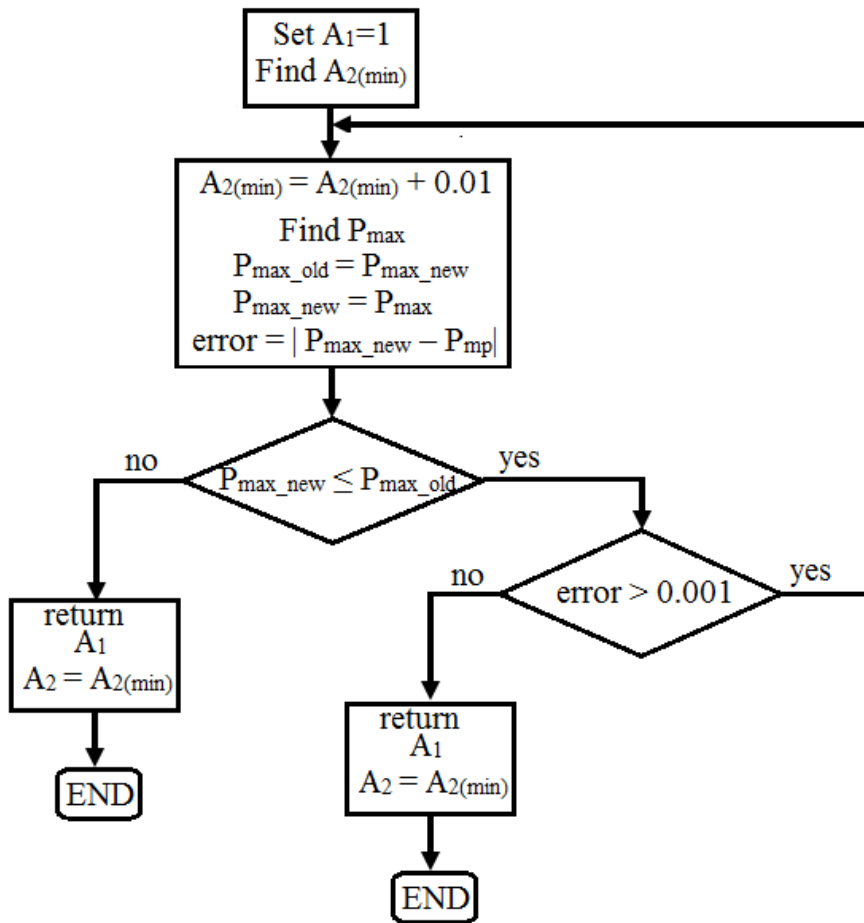 Set A₁=1
Find A₂₍ₘᵢₙ₎
A₂₍ₘᵢₙ₎ = A₂₍ₘᵢₙ₎ + 0.01
Find Pₘₐₓ
Pₘₐₓ_ₒₗd = Pₘₐₓ_ₙₑw
Pₘₐₓ_ₙₑw = Pₘₐₓ
error = | Pₘₐₓ_ₙₑw – Pₘₚ|
no
Pₘₐₓ_ₙₑw ≤ Pₘₐₓ_ₒₗd
yes
no
error > 0.001
yes
return
A₁
A₂ = A₂₍ₘᵢₙ₎
END
return
A₁
A₂ = A₂₍ₘᵢₙ₎
END